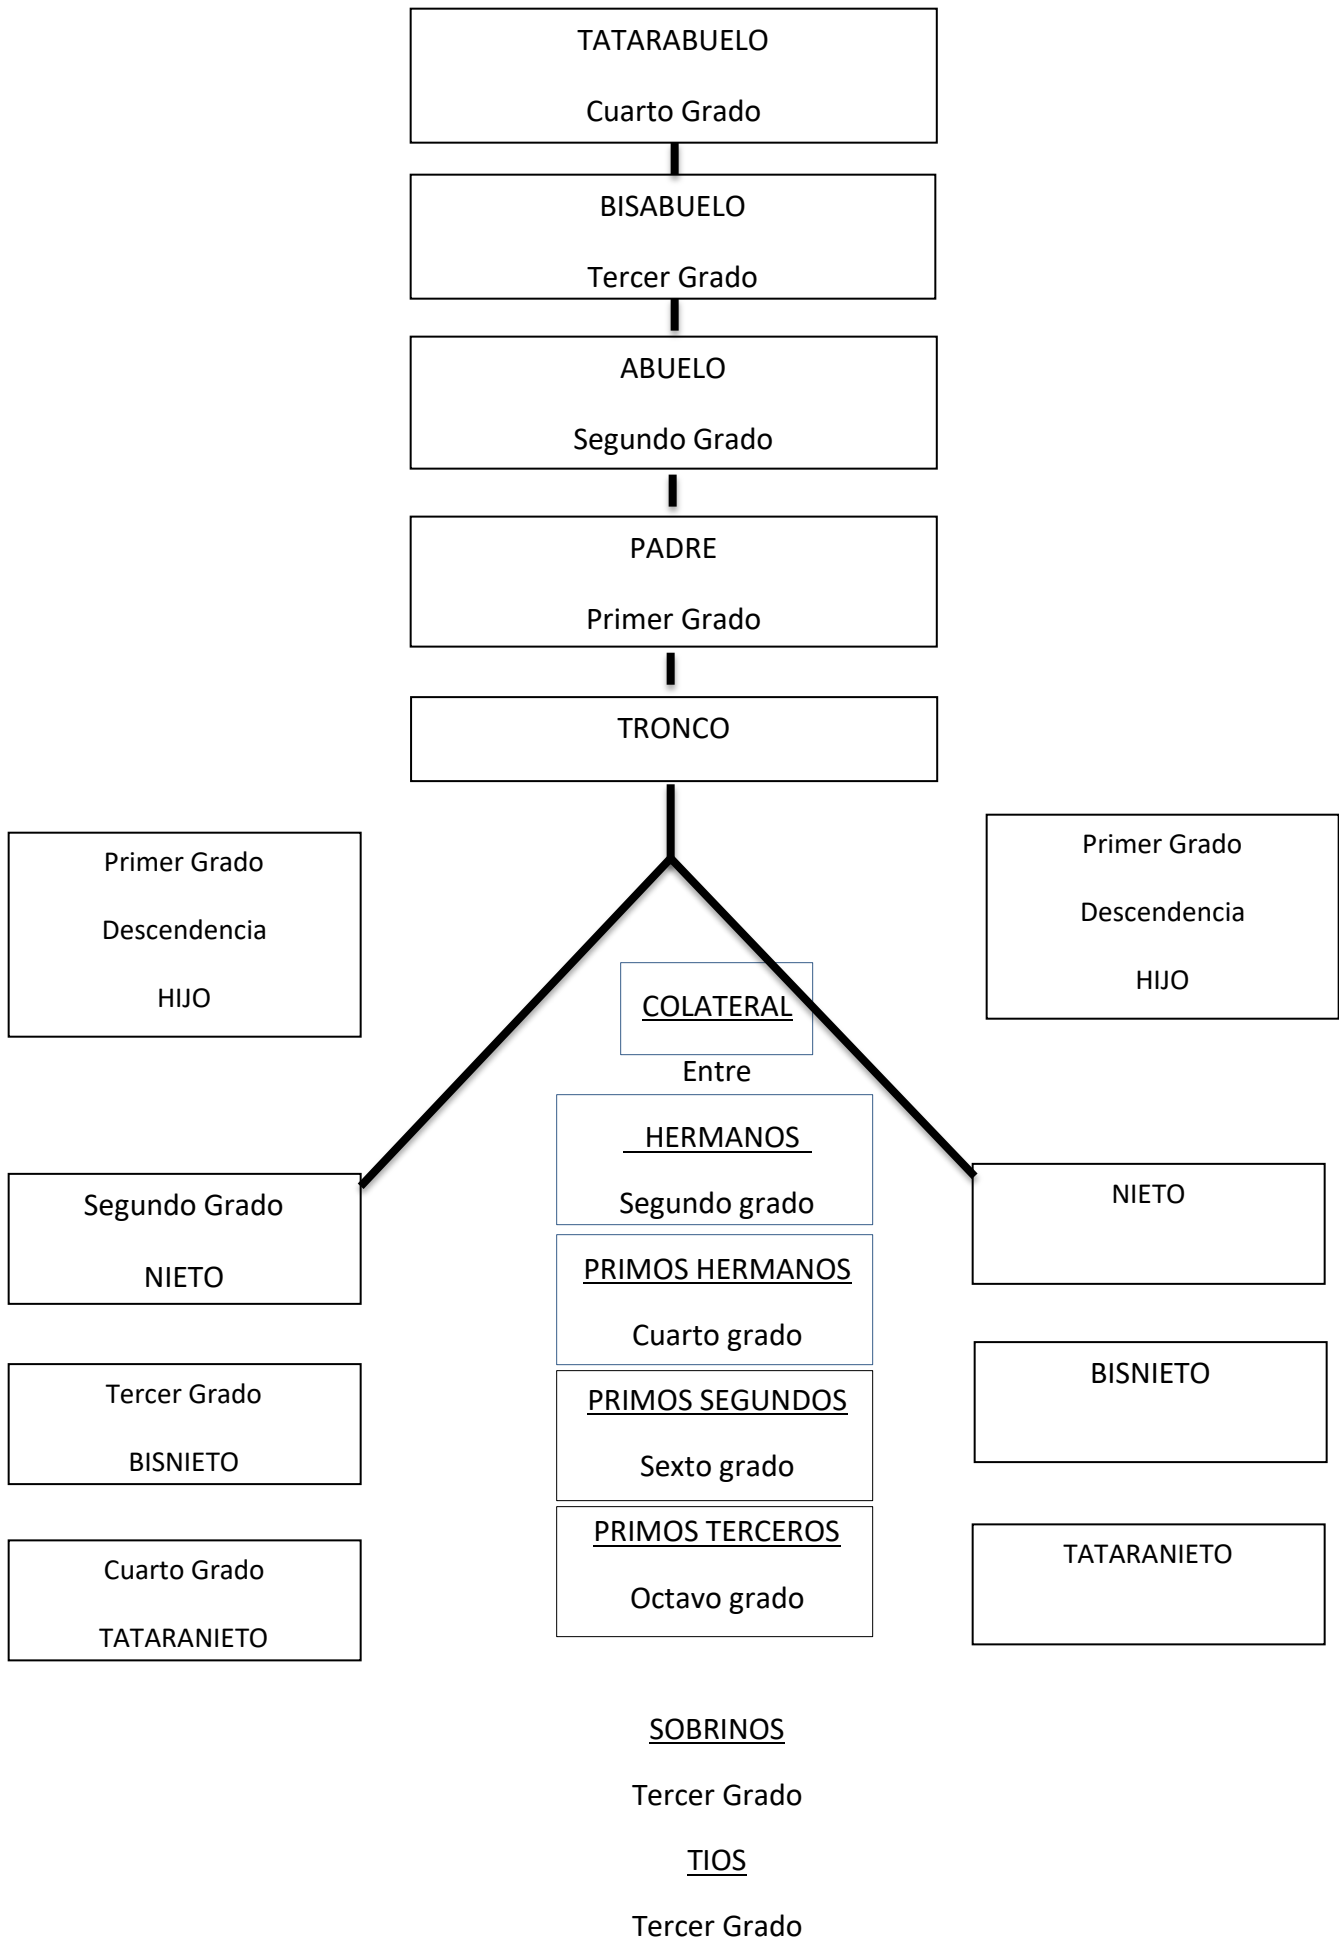 TATARABUELO
Cuarto Grado
BISABUELO
Tercer Grado
ABUELO
Segundo Grado
PADRE
Primer Grado
TRONCO
Primer Grado
Descendencia
HIJO
Primer Grado
Descendencia
HIJO
COLATERAL
Entre
HERMANOS
Segundo grado
PRIMOS HERMANOS
Cuarto grado
PRIMOS SEGUNDOS
Sexto grado
PRIMOS TERCEROS
Octavo grado
Segundo Grado
NIETO
Tercer Grado
BISNIETO
Cuarto Grado
TATARANIETO
NIETO
BISNIETO
TATARANIETO
SOBRINOS
Tercer Grado
TIOS
Tercer Grado